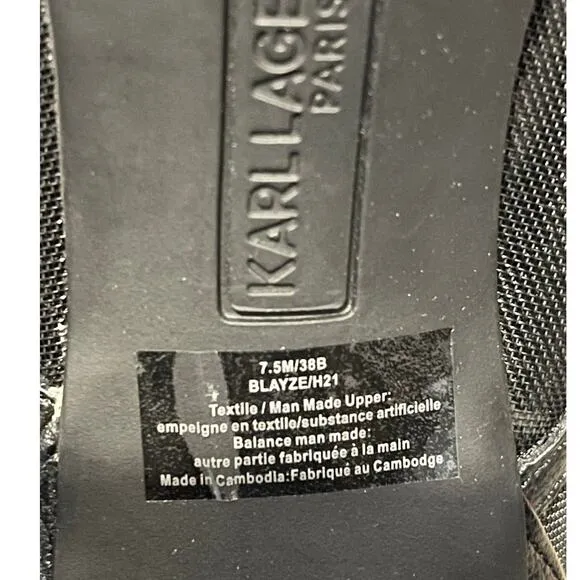 KARL LAGE
PARIS
7.5M/38B
BLAYZE/H21
Textile / Man Made Upper:
empeigne en textile/substance artificielle
Balance man made:
autre partie fabriquée à la main
Made in Cambodia:Fabriqué au Cambodge